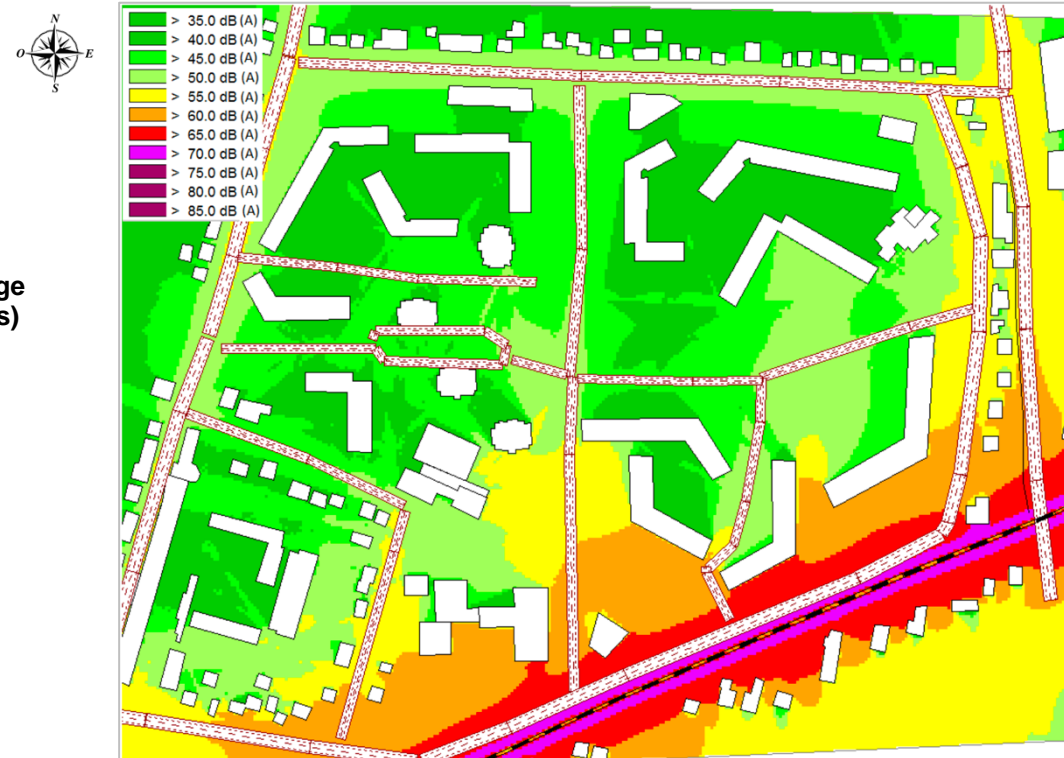 N
O
E
S
> 35.0 dB(A)
> 40.0 dB(A)
> 45.0 dB(A)
> 50.0 dB(A)
> 55.0 dB(A)
> 60.0 dB(A)
> 65.0 dB(A)
> 70.0 dB(A)
> 75.0 dB(A)
> 80.0 dB(A)
> 85.0 dB(A)
ge
s)